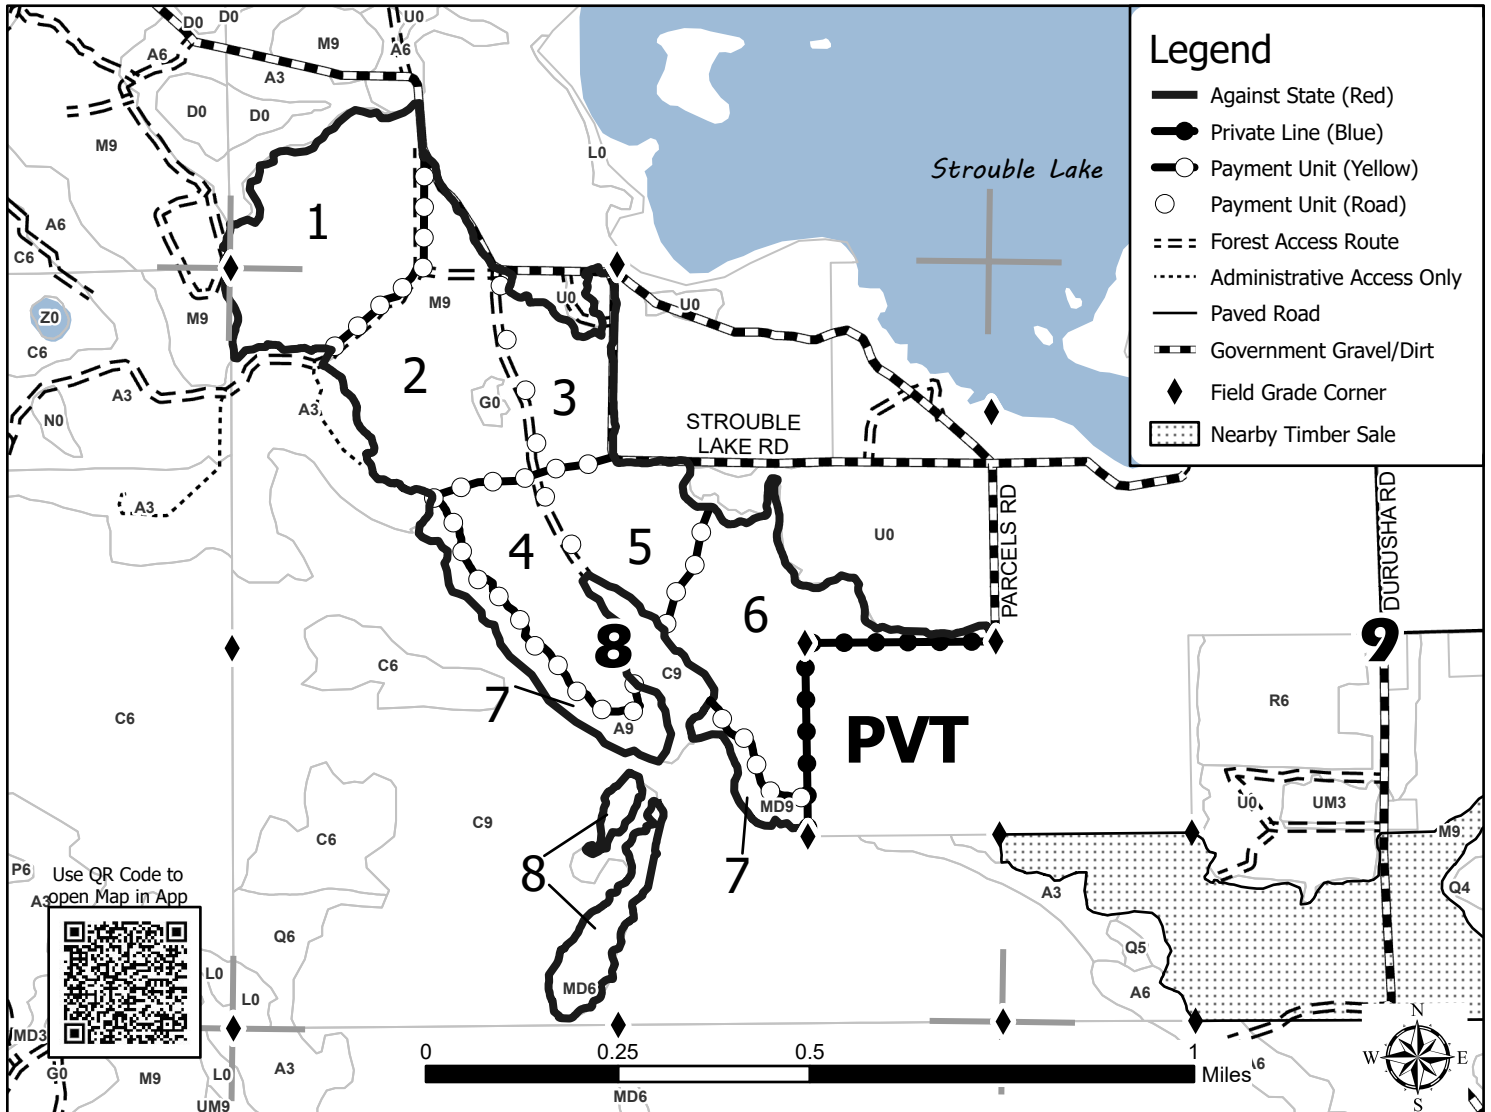 D0
D0
U0
M9
A6
A6
A3
D0
D0
M9
L0
Legend
Against State (Red)
Private Line (Blue)
Payment Unit (Yellow)
Payment Unit (Road)
Forest Access Route
Administrative Access Only
Paved Road
Government Gravel/Dirt
Field Grade Corner
Nearby Timber Sale
Strouble Lake
1
A6
C6
Z0
M9
C6
M9
U0
U0
2
G0
3
A3
A3
N0
STROUBLE
LAKE RD
A3
4
5
6
U0
PARCELS RD
DURUSHA RD
8
9
C6
C9
7
C6
A9
PVT
R6
MD9
U0
UM3
C9
C6
M9
8
7
P6
Use QR Code to
open Map in App
A3
A3
Q4
Q6
Q5
L0
L0
MD6
A6
MD3
G0
M9
L0
A3
UM9
0
0.25
0.5
1
Miles
MD6
A6
N
W
E
S